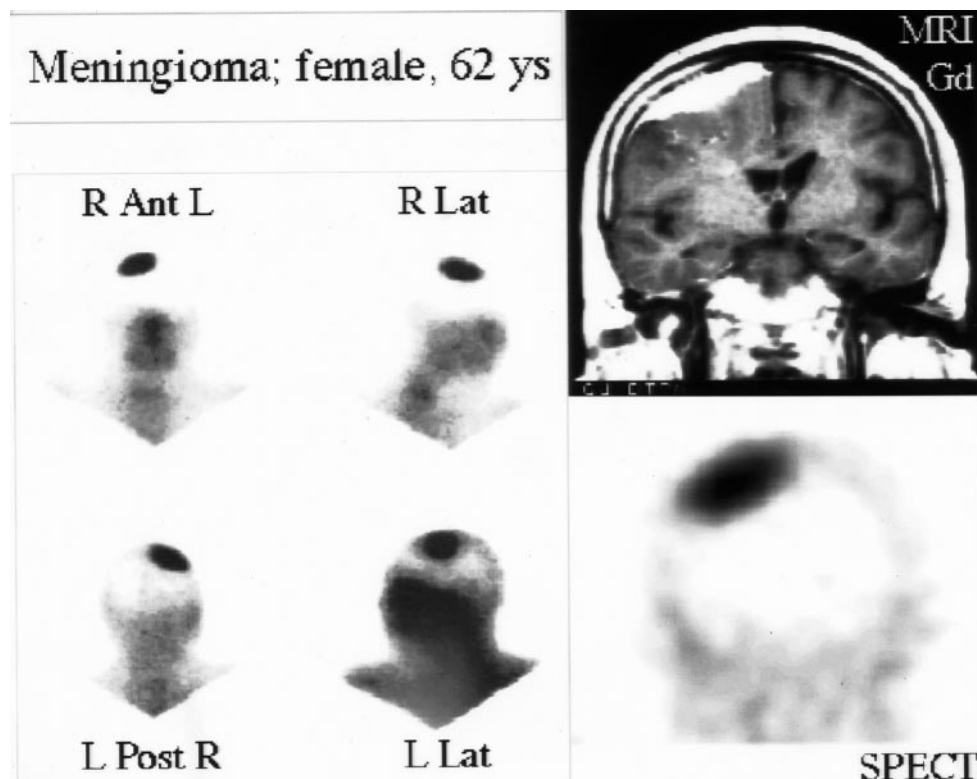 Meningioma; female, 62 ys
MRI
Gd
R Ant L
R Lat
L Post R
L Lat
SPECT